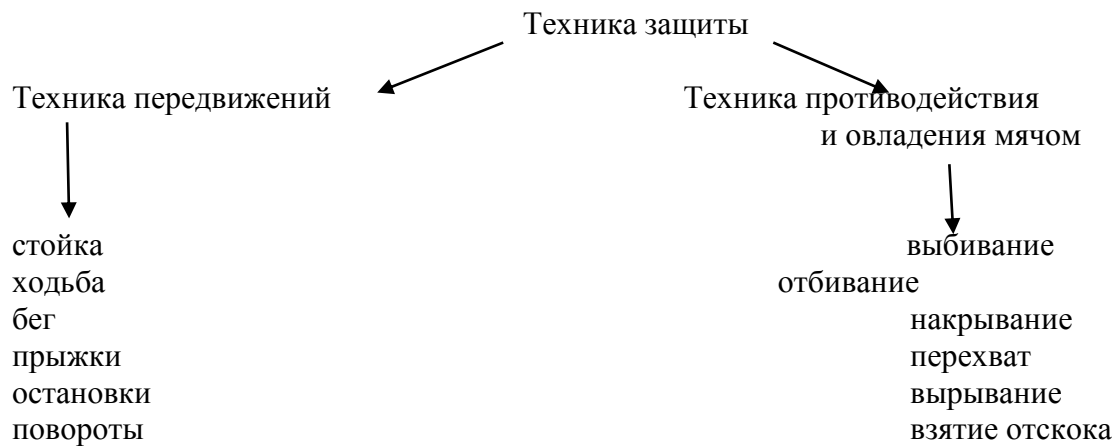 Техника защиты
Техника передвижений
Техника противодействия
и овладения мячом
стойка
ходьба
бег
прыжки
остановки
повороты
выбивание
отбивание
накрывание
перехват
вырывание
взятие отскока